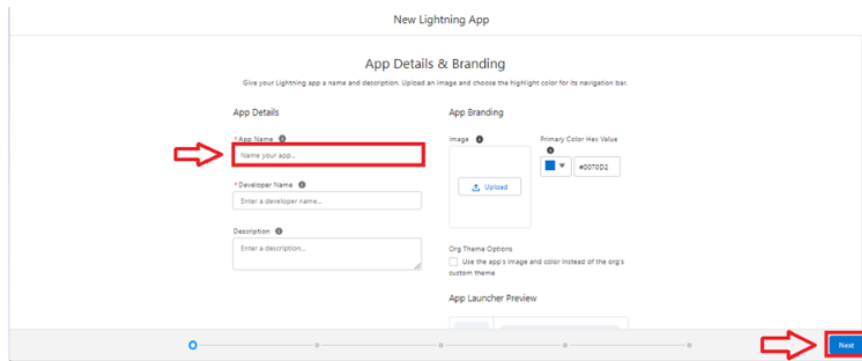 New Lightning App
App Details & Branding
Give your Lightning app a name and description. Upload an image and choose the highlight color for its navigation bar.
App Details
* App Name
Name your app...
* Developer Name
Enter a developer name...
Description
Enter a description...
App Branding
Image
Upload
Primary Color Hex Value
#0070D2
Org Theme Options
Use the app's image and color instead of the org's
custom theme
App Launcher Preview
Next